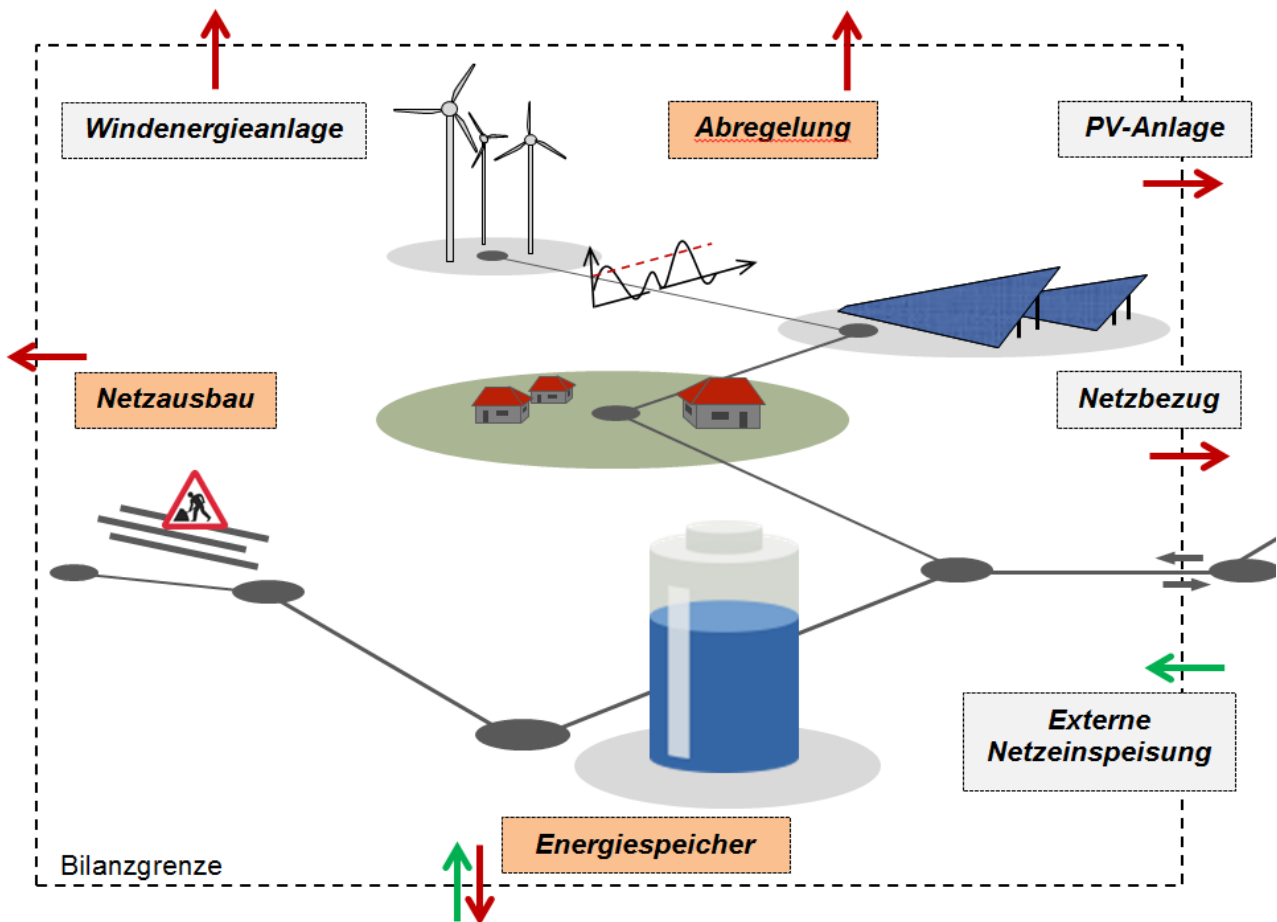 Windenergieanlage
Abregelung
PV-Anlage
Netzausbau
Netzbezug
Externe
Netzeinspeisung
Energiespeicher
Bilanzgrenze